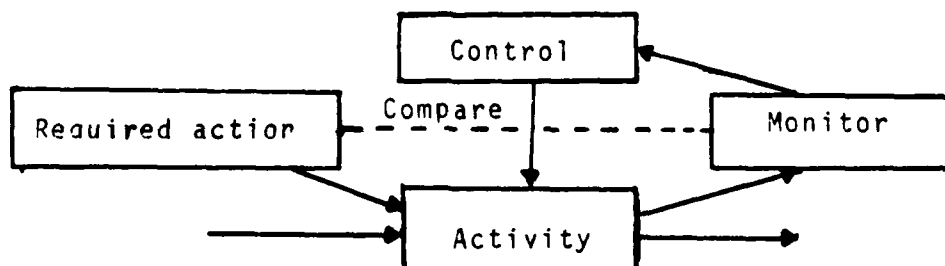 Control
Compare
Required action
Monitor
Activity